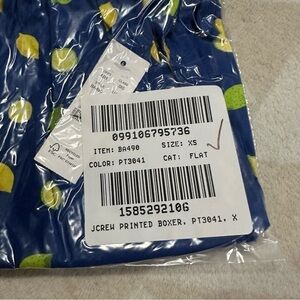 099106795736
ITEM: BA490 SIZE: XS
COLOR: PT3041 CAT: FLAT
1585292106
JCREW PRINTED BOXER, PT3041, X